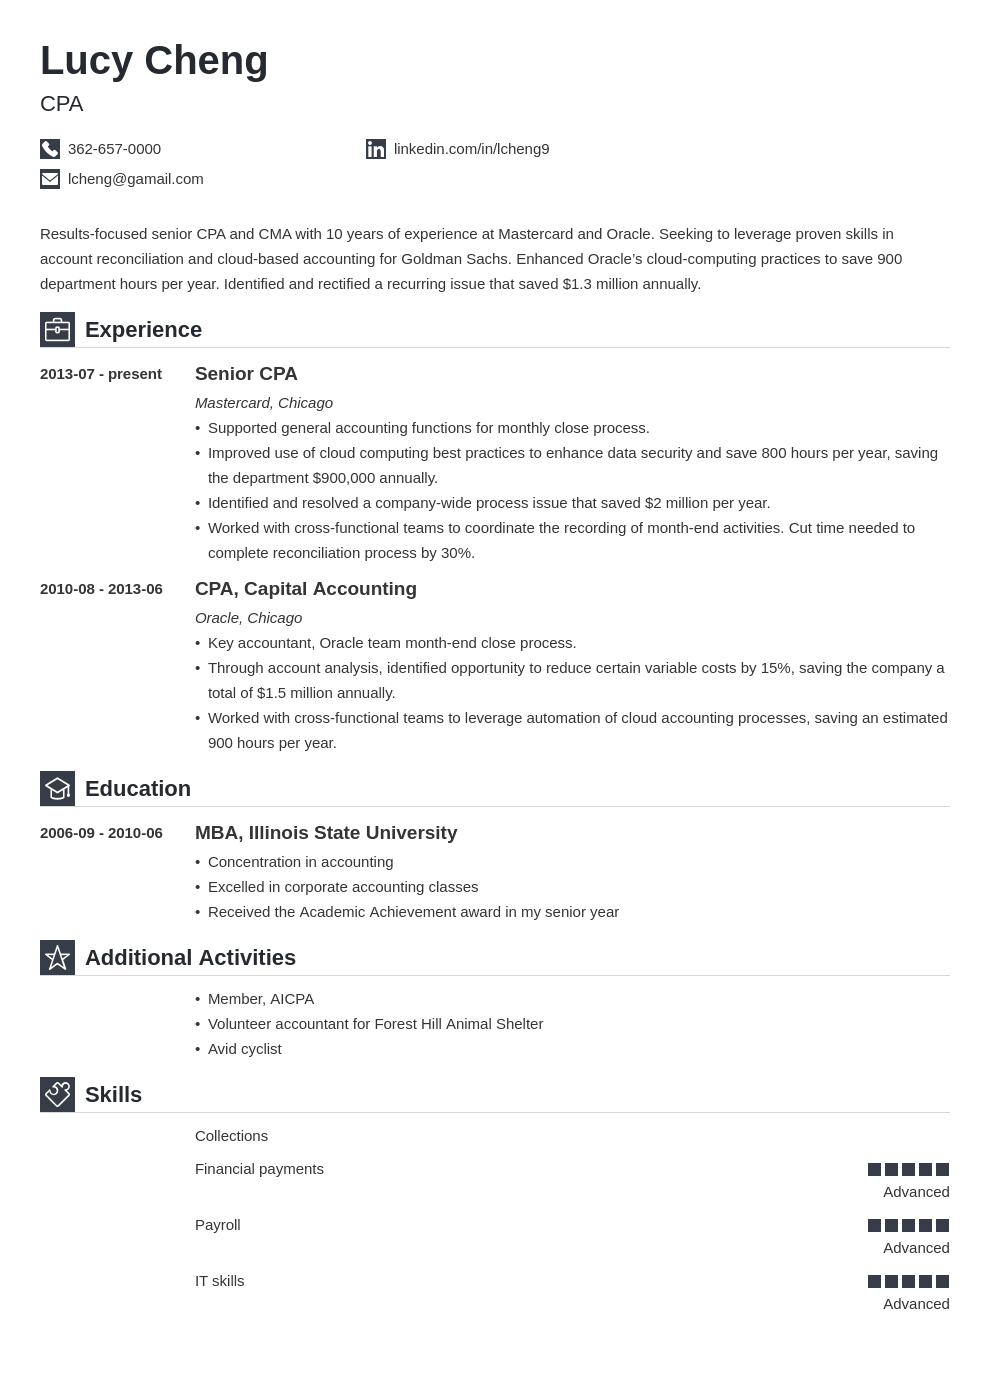 Lucy Cheng
CPA
362-657-0000
linkedin.com/in/lcheng9
lcheng@gamail.com
Results-focused senior CPA and CMA with 10 years of experience at Mastercard and Oracle. Seeking to leverage proven skills in
account reconciliation and cloud-based accounting for Goldman Sachs. Enhanced Oracle’s cloud-computing practices to save 900
department hours per year. Identified and rectified a recurring issue that saved $1.3 million annually.
Experience
2013-07 - present
Senior CPA
Mastercard, Chicago
• Supported general accounting functions for monthly close process.
• Improved use of cloud computing best practices to enhance data security and save 800 hours per year, saving
the department $900,000 annually.
• Identified and resolved a company-wide process issue that saved $2 million per year.
• Worked with cross-functional teams to coordinate the recording of month-end activities. Cut time needed to
complete reconciliation process by 30%.
2010-08 - 2013-06
CPA, Capital Accounting
Oracle, Chicago
• Key accountant, Oracle team month-end close process.
• Through account analysis, identified opportunity to reduce certain variable costs by 15%, saving the company a
total of $1.5 million annually.
• Worked with cross-functional teams to leverage automation of cloud accounting processes, saving an estimated
900 hours per year.
Education
2006-09 - 2010-06
MBA, Illinois State University
• Concentration in accounting
• Excelled in corporate accounting classes
• Received the Academic Achievement award in my senior year
Additional Activities
• Member, AICPA
• Volunteer accountant for Forest Hill Animal Shelter
• Avid cyclist
Skills
Collections
Financial payments
Advanced
Payroll
Advanced
IT skills
Advanced